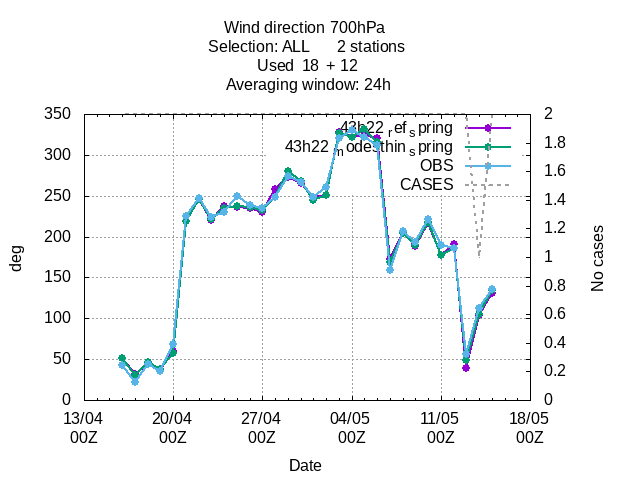 Wind direction 700hPa
Selection: ALL 2 stations
Used 18 + 12
Averaging window: 24h
43h22_ref_spring
43h22_modesthin_spring
OBS
CASES
deg
350
300
250
200
150
100
50
0
No cases
2
1.8
1.6
1.4
1.2
1
0.8
0.6
0.4
0.2
0
13/04 20/04 27/04 04/05 11/05 18/05
00Z 00Z 00Z 00Z 00Z 00Z
Date